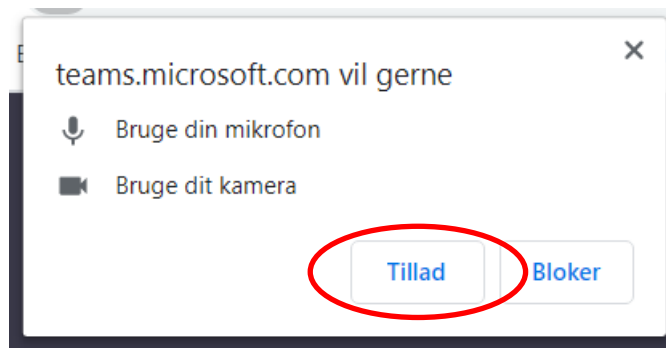 teams.microsoft.com vil gerne
Bruge din mikrofon
Bruge dit kamera
Tillad
Bloker